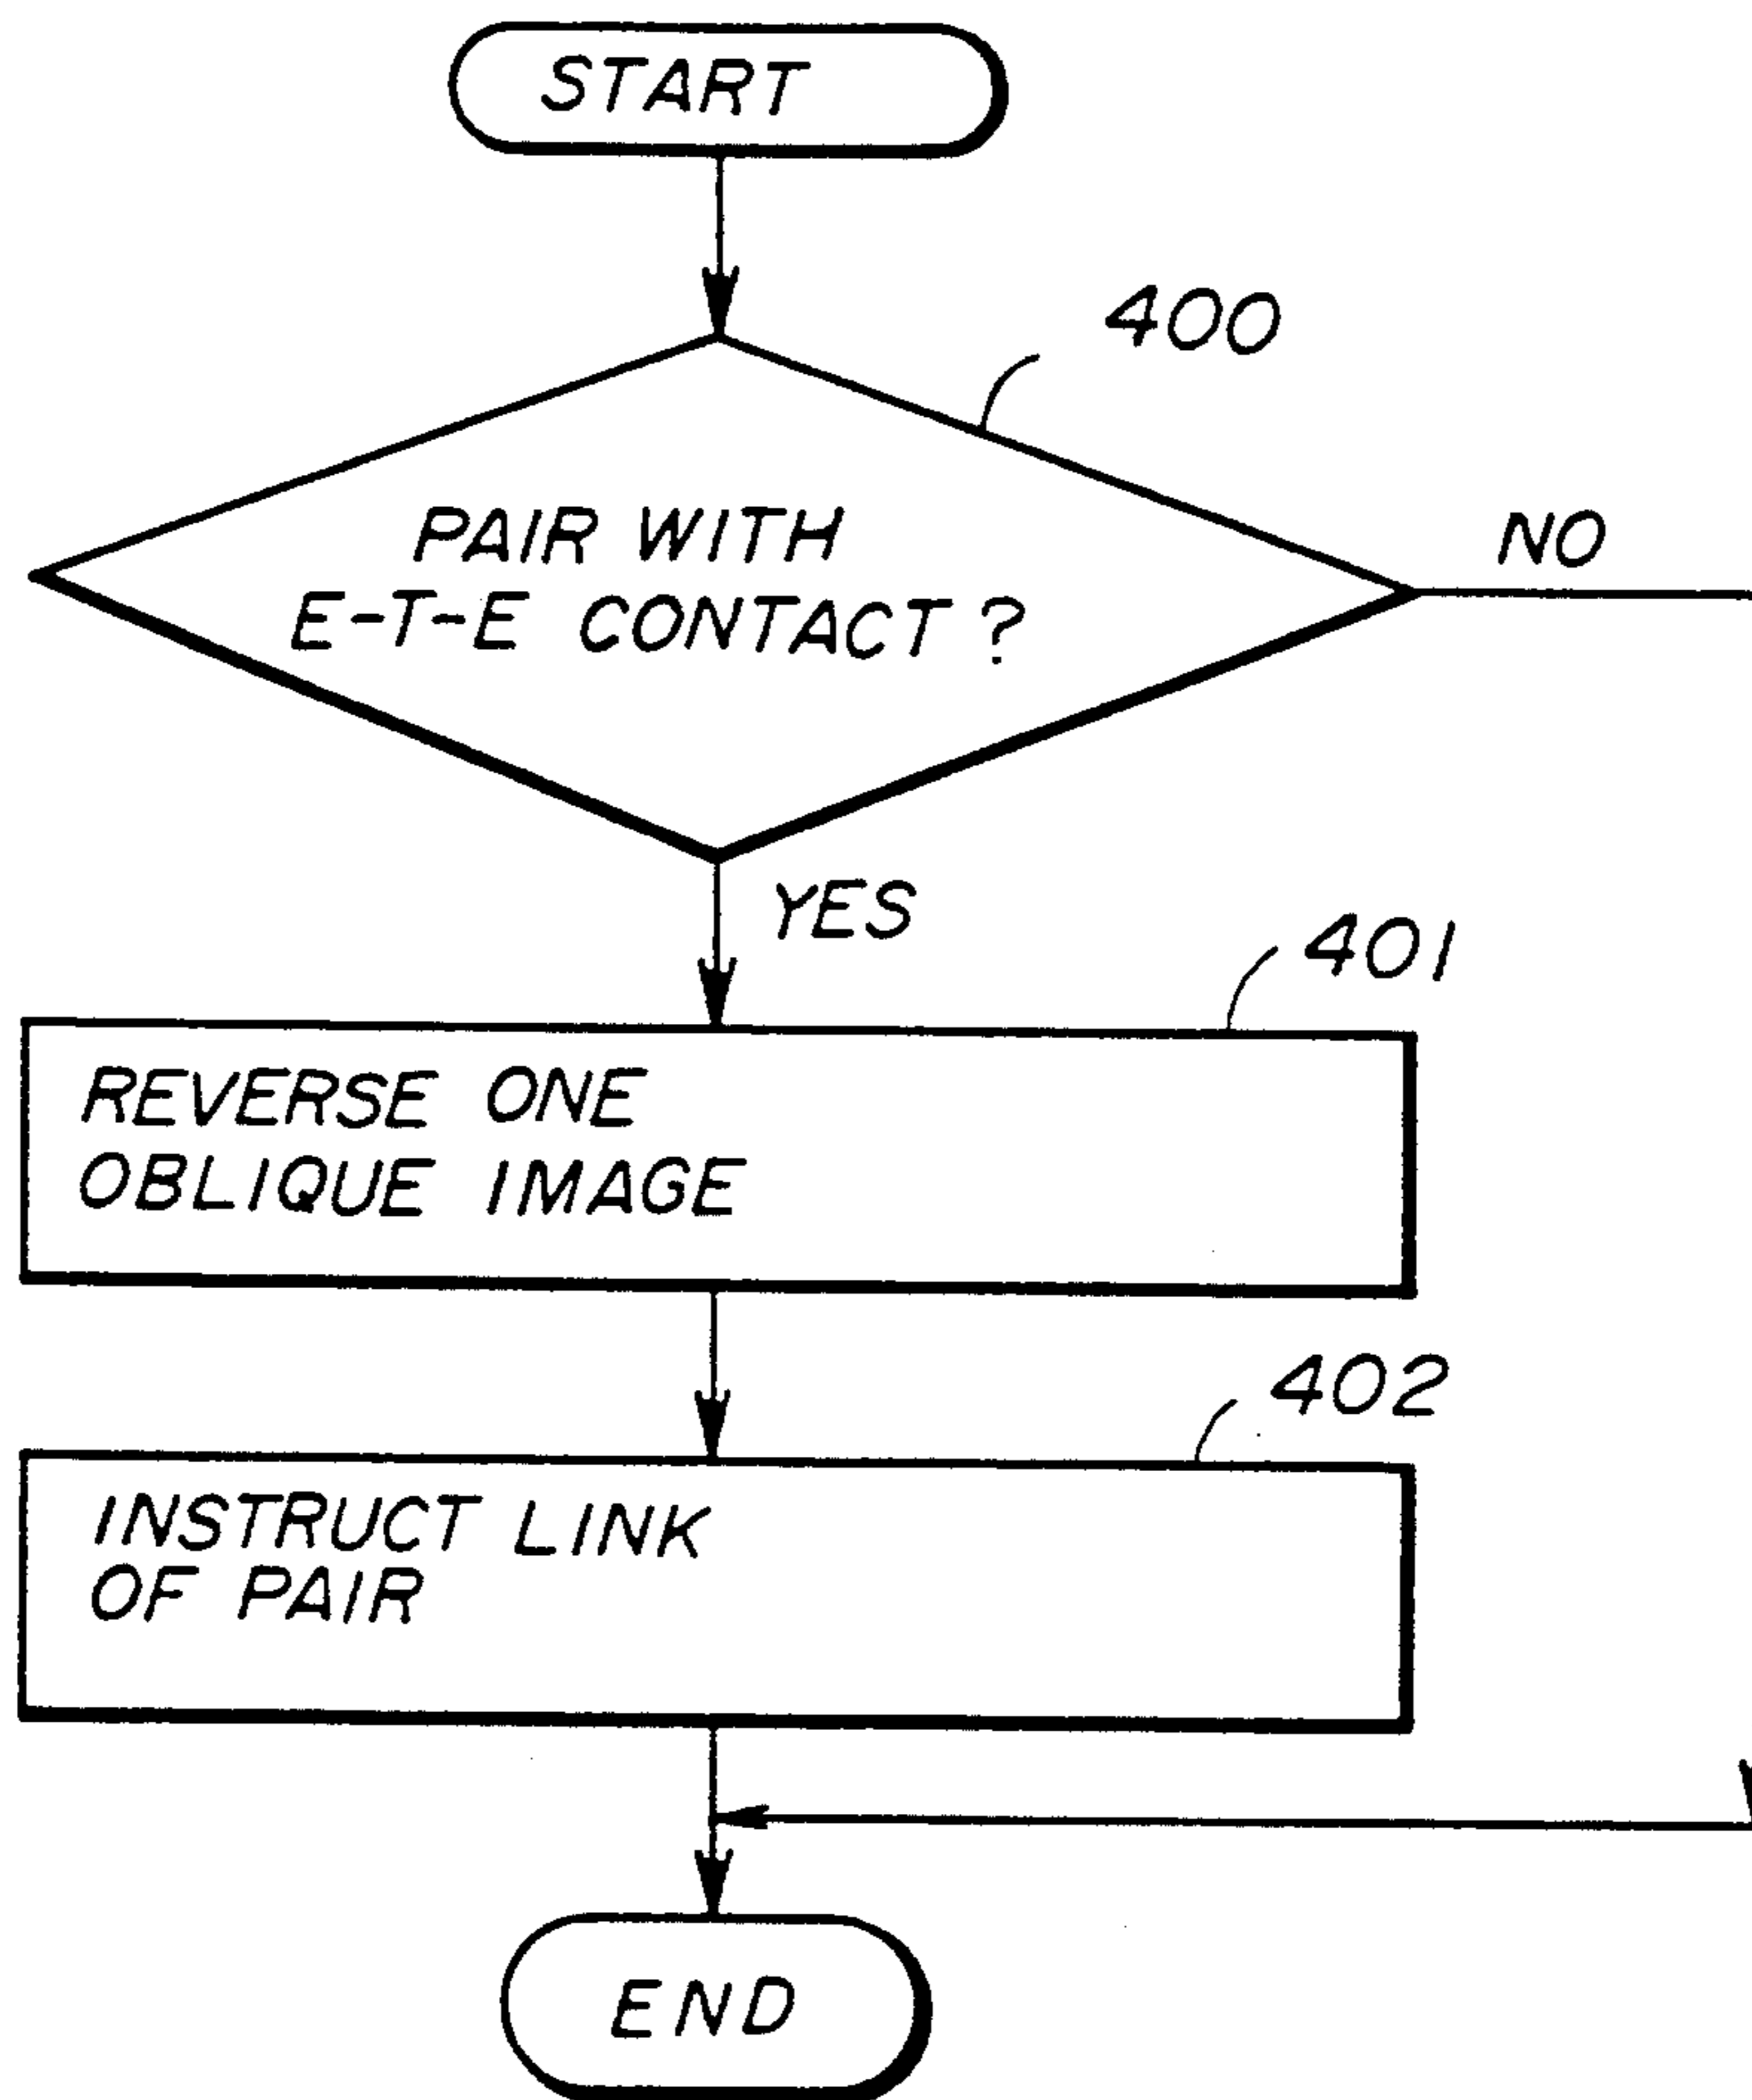 START
400
PAIR WITH
E-T-E CONTACT ?
NO
YES
401
REVERSE ONE
OBLIQUE IMAGE
402
INSTRUCT LINK
OF PAIR
END